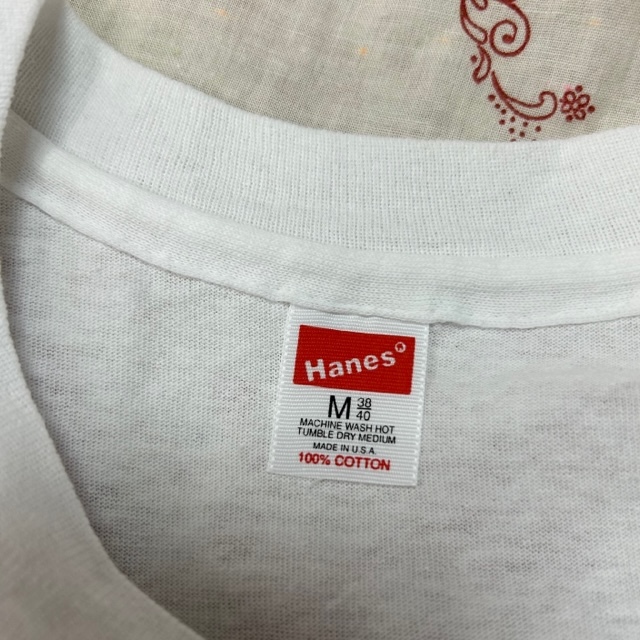 Hanes®
M 38/40
MACHINE WASH HOT
TUMBLE DRY MEDIUM
MADE IN U.S.A.
100% COTTON